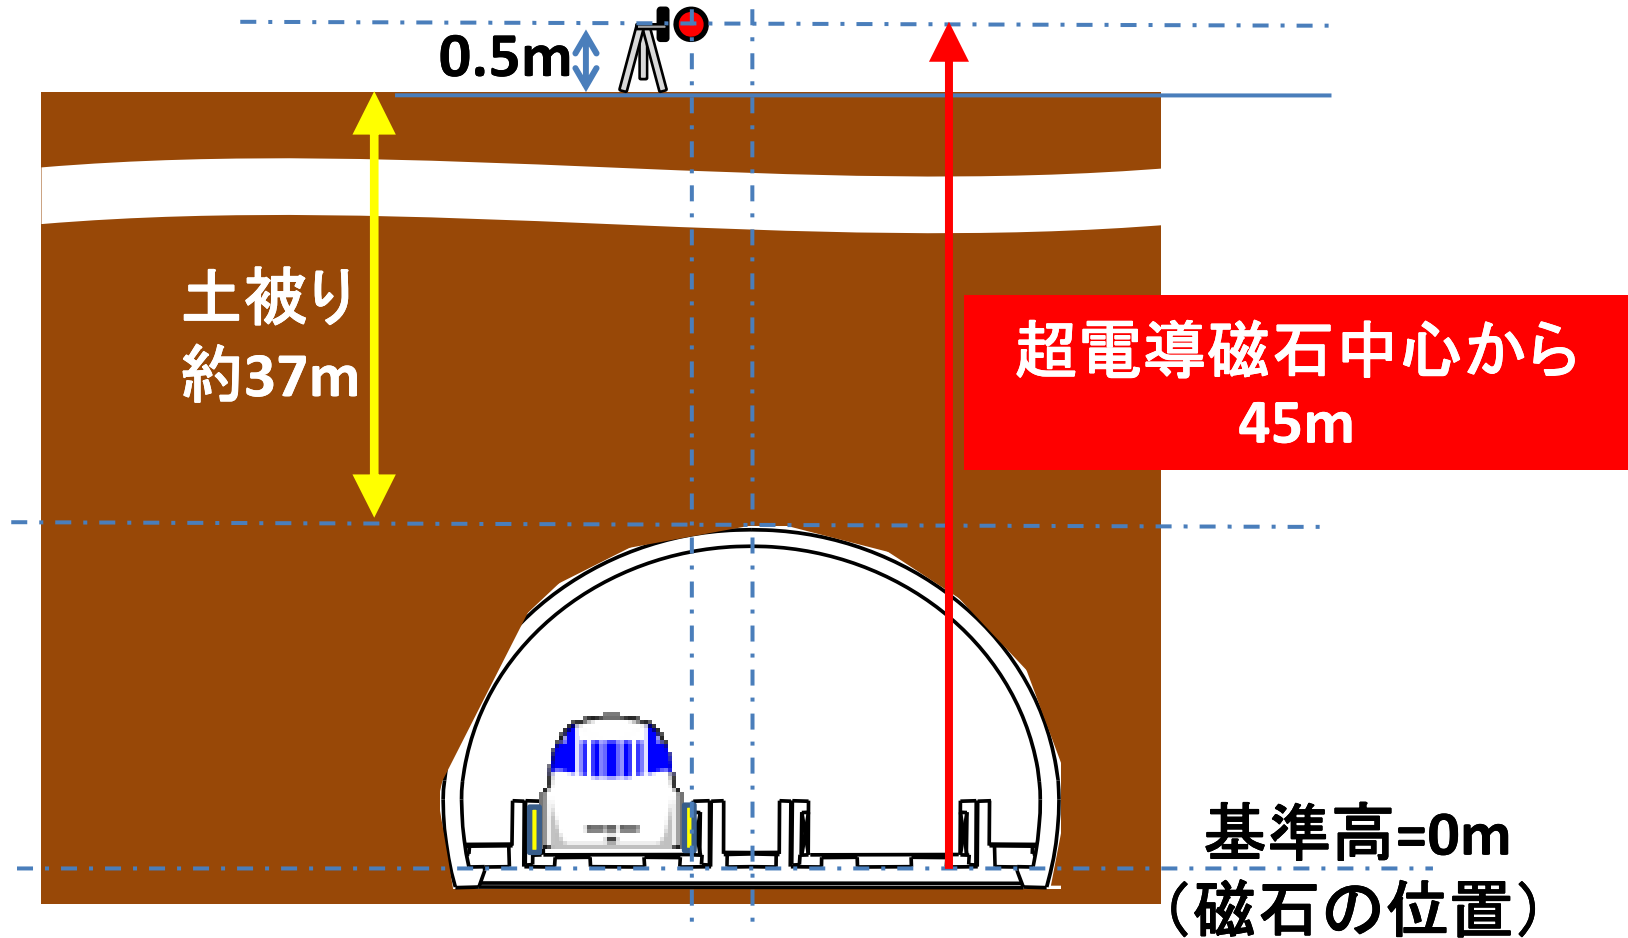 0.5m
土被り
約37m
超電導磁石中心から
45m
基準高=0m
（磁石の位置）